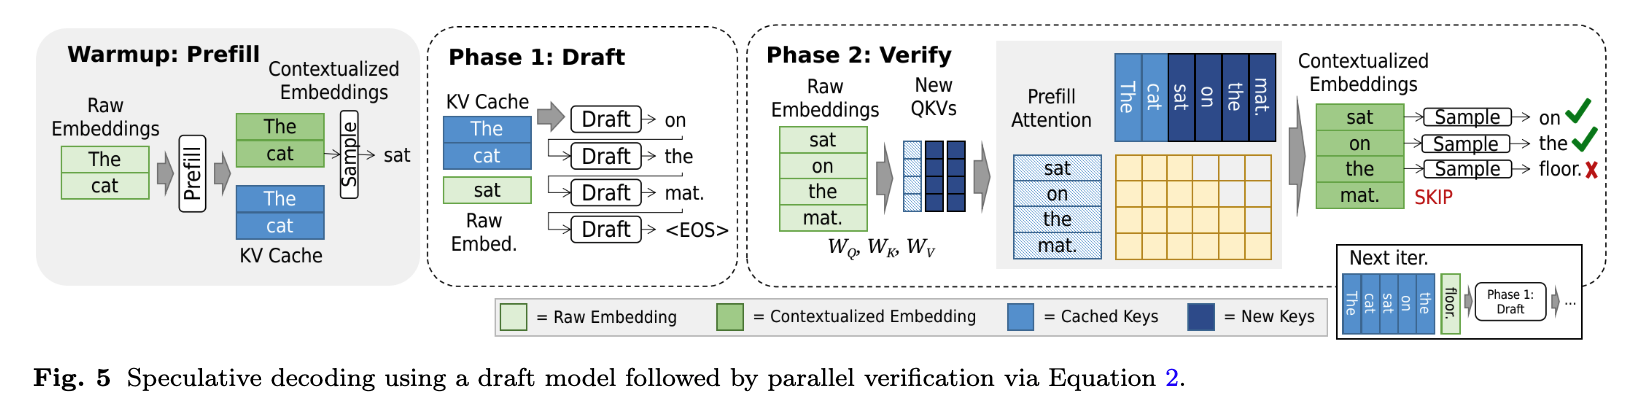 Warmup: Prefill
Raw
Embeddings
The
cat
Prefill
Contextualized
Embeddings
The
cat
Sample
sat
The
cat
KV Cache
Phase 1: Draft
KV Cache
The
cat
sat
Raw
Embed.
Draft
on
Draft
the
Draft
mat.
Draft
<EOS>
Phase 2: Verify
Raw
Embeddings
sat
on
the
mat.
New
QKVs
W_Q, W_K, W_V
Prefill
Attention
The
cat
sat
on
the
mat.
sat
on
the
mat.
Contextualized
Embeddings
sat
on
the
mat.
Sample
on
Sample
the
Sample
floor.
SKIP
Next iter.
The
cat
sat
on
the
floor.
Phase 1:
Draft
...
= Raw Embedding
= Contextualized Embedding
= Cached Keys
= New Keys
Fig. 5 Speculative decoding using a draft model followed by parallel verification via Equation 2.